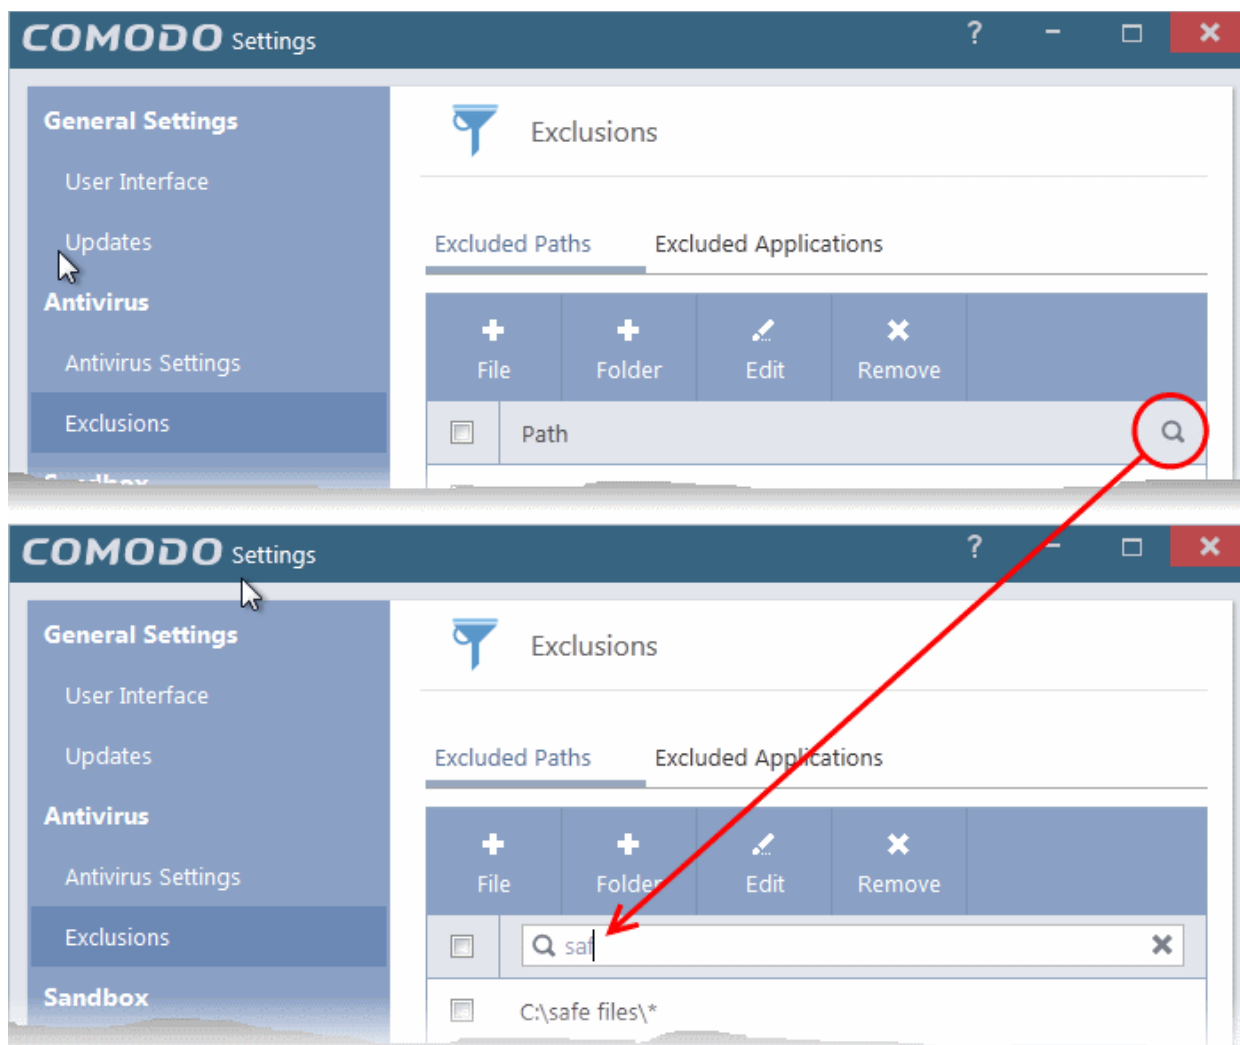 COMODO Settings ?
General Settings
User Interface
Updates
Antivirus
Antivirus Settings
Exclusions
Exclusions
Excluded Paths Excluded Applications
File Folder Edit Remove
Path
COMODO Settings ?
General Settings
User Interface
Updates
Antivirus
Antivirus Settings
Exclusions
Sandbox
Exclusions
Excluded Paths Excluded Applications
File Folder Edit Remove
saf
C:\safe files\*